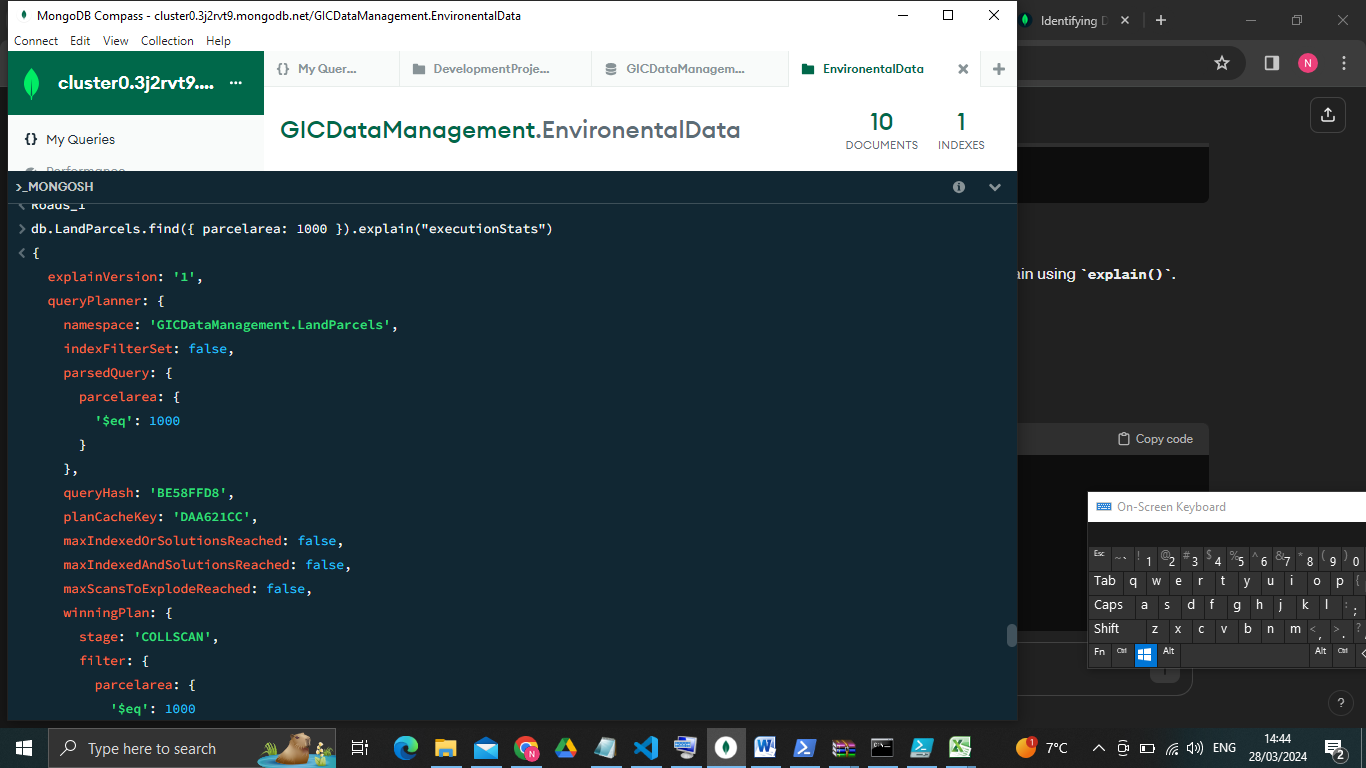 MongoDB Compass - cluster0.3j2rvt9.mongodb.net/GICDataManagement.EnvironentalData
Connect Edit View Collection Help
cluster0.3j2rvt9.... ...
{} My Quer...
DevelopmentProje...
GICDataManagem...
EnvironentalData
GICDataManagement.EnvironentalData
10
DOCUMENTS
1
INDEXES
{} My Queries
Performance
>_MONGOSH
Roads_1
db.LandParcels.find({ parcelarea: 1000 }).explain("executionStats")
{
explainVersion: '1',
queryPlanner: {
namespace: 'GICDataManagement.LandParcels',
indexFilterSet: false,
parsedQuery: {
parcelarea: {
'$eq': 1000
}
},
queryHash: 'BE58FFD8',
planCacheKey: 'DAA621CC',
maxIndexedOrSolutionsReached: false,
maxIndexedAndSolutionsReached: false,
maxScansToExplodeReached: false,
winningPlan: {
stage: 'COLLSCAN',
filter: {
parcelarea: {
'$eq': 1000
Identifying D
N
ain using `explain()`.
Copy code
On-Screen Keyboard
Esc ~ ` ! 1 @ 2 # 3 $ 4 % 5 ^ 6 & 7 * 8 ( 9 ) 0
Tab q w e r t y u i o p {
Caps a s d f g h j k l : ;
Shift z x c v b n m < , > . ?
Fn Ctrl Alt Alt Ctrl
?
Type here to search
1
7°C
ENG
14:44
28/03/2024
2